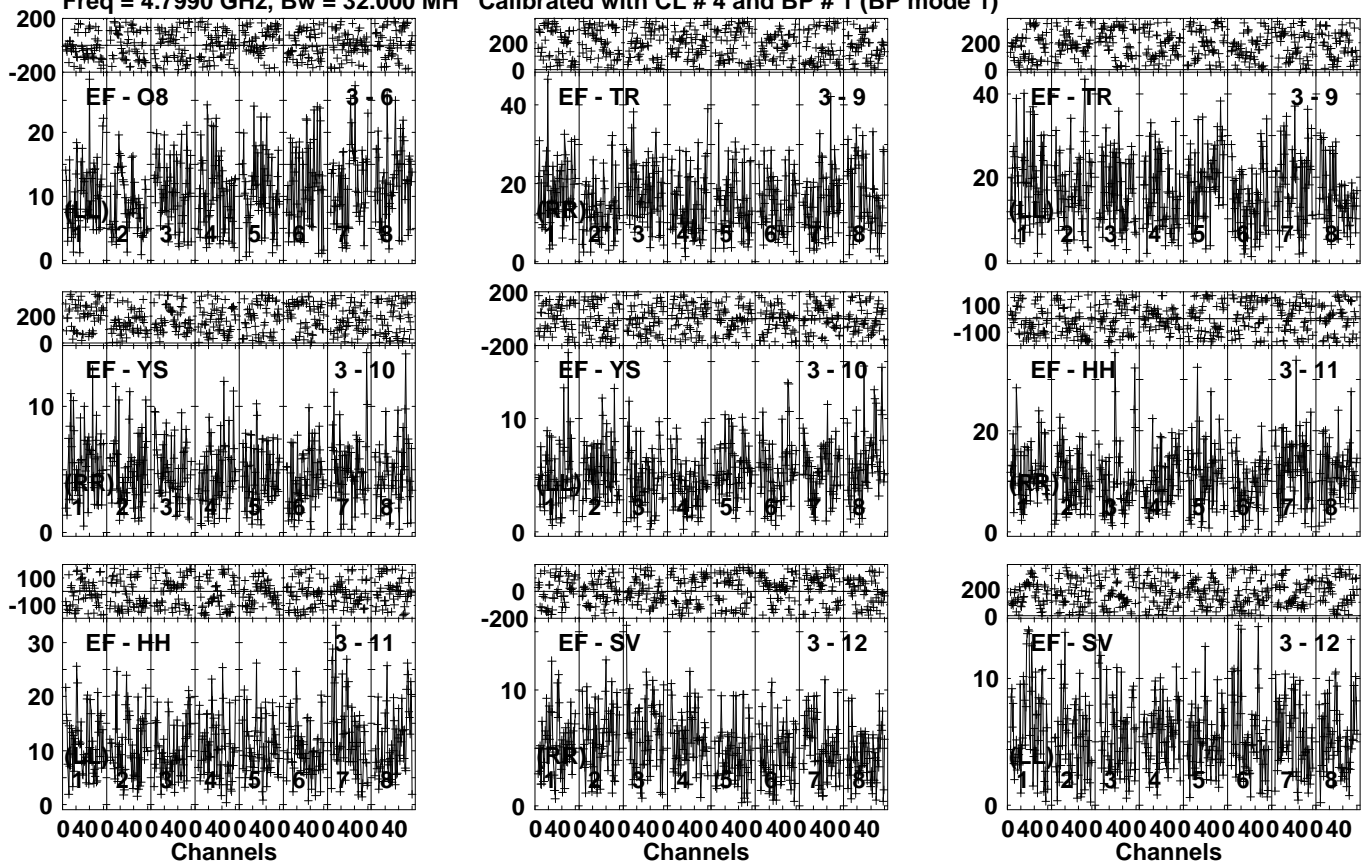 Freq = 4.7990 GHz, Bw = 32.000 MH Calibrated with CL # 4 and BP # 1 (BP mode 1)
200
-200
EF - O8 3 - 6
20
10
0
(LL)
1 2 3 4 5 6 7 8
200
0
EF - TR 3 - 9
40
20
0
(RR)
1 2 3 4 5 6 7 8
200
0
EF - TR 3 - 9
40
20
0
(LL)
1 2 3 4 5 6 7 8
200
0
EF - YS 3 - 10
10
0
(RR)
1 2 3 4 5 6 7 8
200
-200
EF - YS 3 - 10
10
0
(LL)
1 2 3 4 5 6 7 8
100
-100
EF - HH 3 - 11
20
0
(RR)
1 2 3 4 5 6 7 8
100
-100
EF - HH 3 - 11
30
20
10
0
(LL)
1 2 3 4 5 6 7 8
0
-200
EF - SV 3 - 12
10
0
(RR)
1 2 3 4 5 6 7 8
200
0
EF - SV 3 - 12
10
0
(LL)
1 2 3 4 5 6 7 8
0 40 0 40 0 40 0 40 0 40 0 40 0 40 0 40
Channels
0 40 0 40 0 40 0 40 0 40 0 40 0 40 0 40
Channels
0 40 0 40 0 40 0 40 0 40 0 40 0 40 0 40
Channels